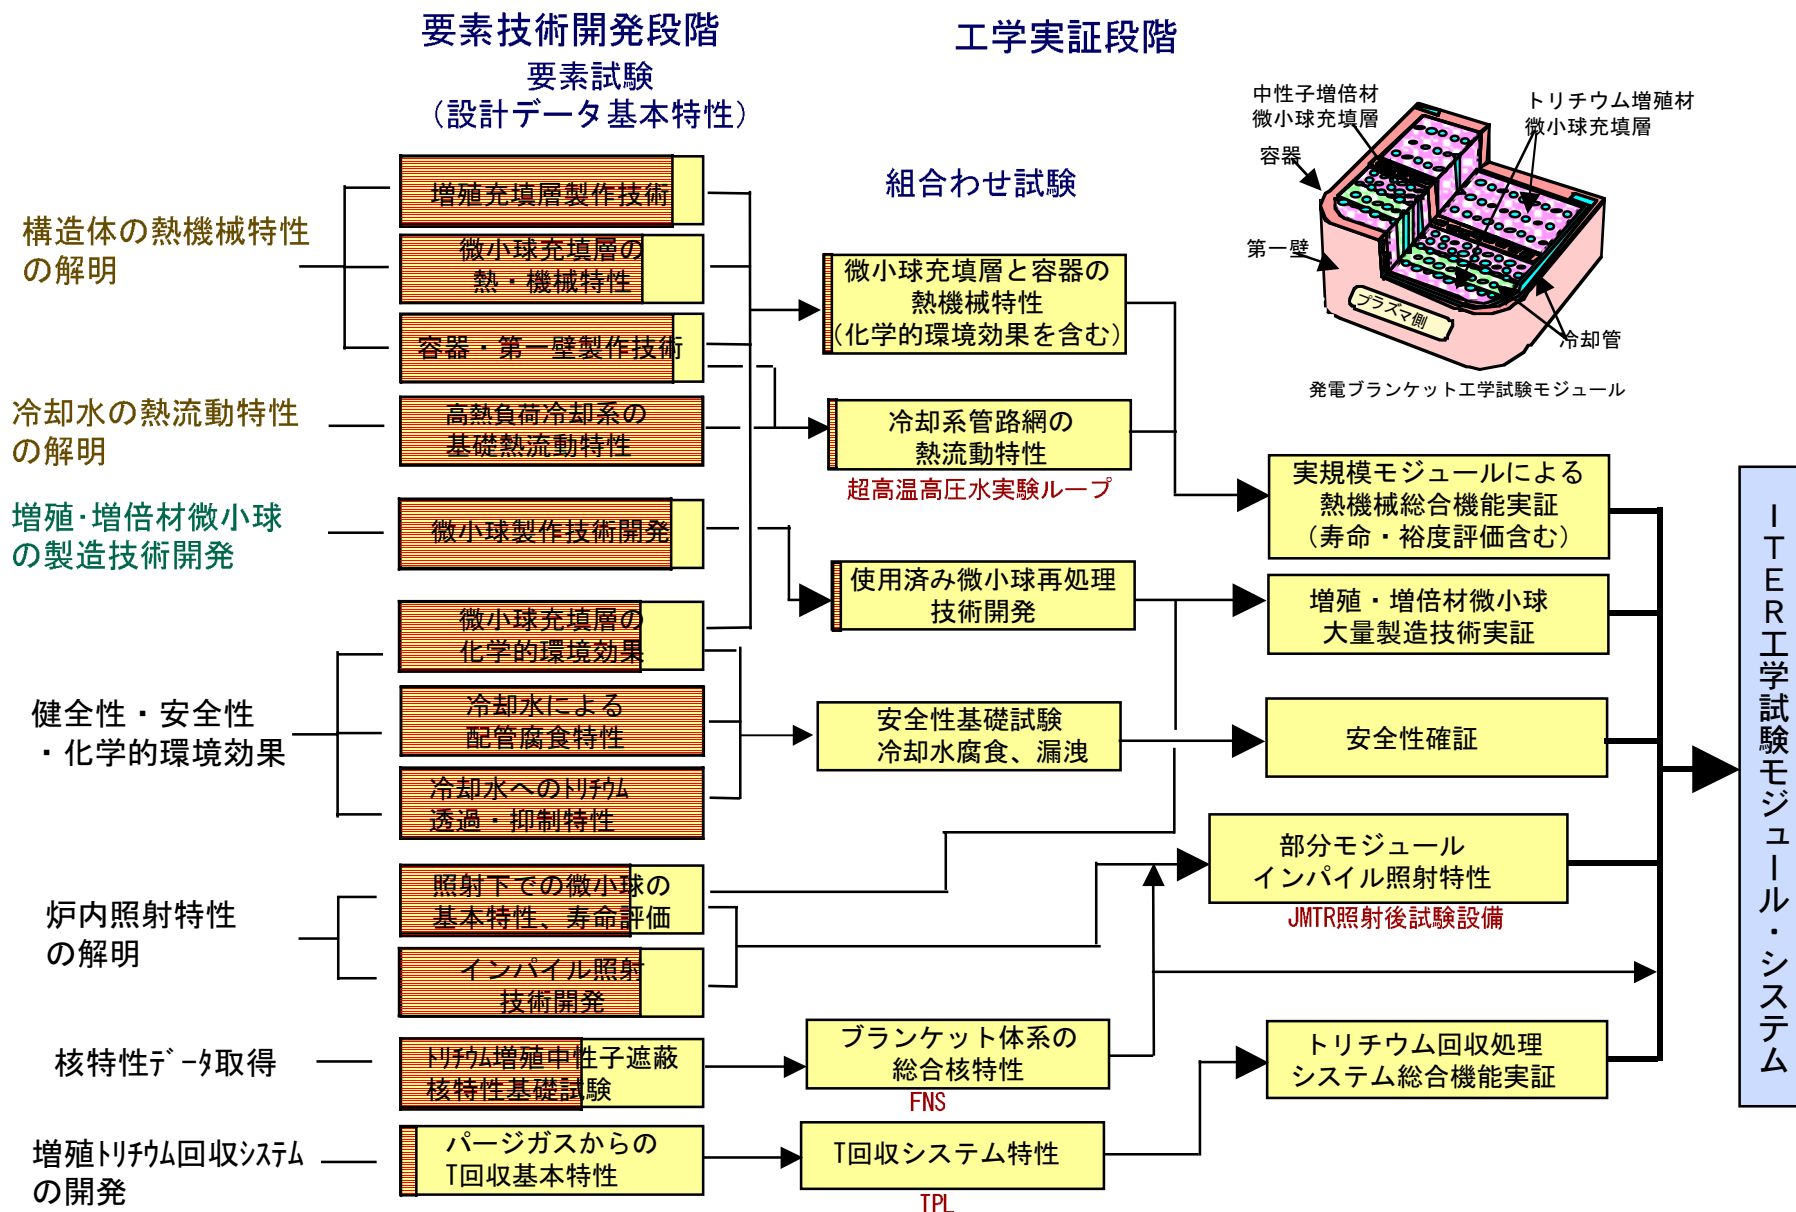 要素技術開発段階
要素試験
(設計データ基本特性)
工学実証段階
組合わせ試験
中性子増倍材
微小球充填層
トリチウム増殖材
微小球充填層
容器
第一壁
プラズマ側
冷却管
発電ブランケット工学試験モジュール
構造体の熱機械特性
の解明
増殖充填層製作技術
微小球充填層の
熱・機械特性
容器・第一壁製作技術
微小球充填層と容器の
熱機械特性
(化学的環境効果を含む)
冷却水の熱流動特性
の解明
高熱負荷冷却系の
基礎熱流動特性
冷却系管路網の
熱流動特性
超高温高圧水実験ループ
実規模モジュールによる
熱機械総合機能実証
(寿命・裕度評価含む)
増殖・増倍材微小球
の製造技術開発
微小球製作技術開発
使用済み微小球再処理
技術開発
増殖・増倍材微小球
大量製造技術実証
健全性・安全性
・化学的環境効果
微小球充填層の
化学的環境効果
冷却水による
配管腐食特性
冷却水へのトリチウム
透過・抑制特性
安全性基礎試験
冷却水腐食、漏洩
安全性確証
炉内照射特性
の解明
照射下での微小球の
基本特性、寿命評価
インパイル照射
技術開発
部分モジュール
インパイル照射特性
JMTR照射後試験設備
核特性データ取得
トリチウム増殖中性子遮蔽
核特性基礎試験
ブランケット体系の
総合核特性
FNS
トリチウム回収処理
システム総合機能実証
増殖トリチウム回収システム
の開発
パージガスからの
T回収基本特性
T回収システム特性
TPL
ITER工学試験モジュール・システム